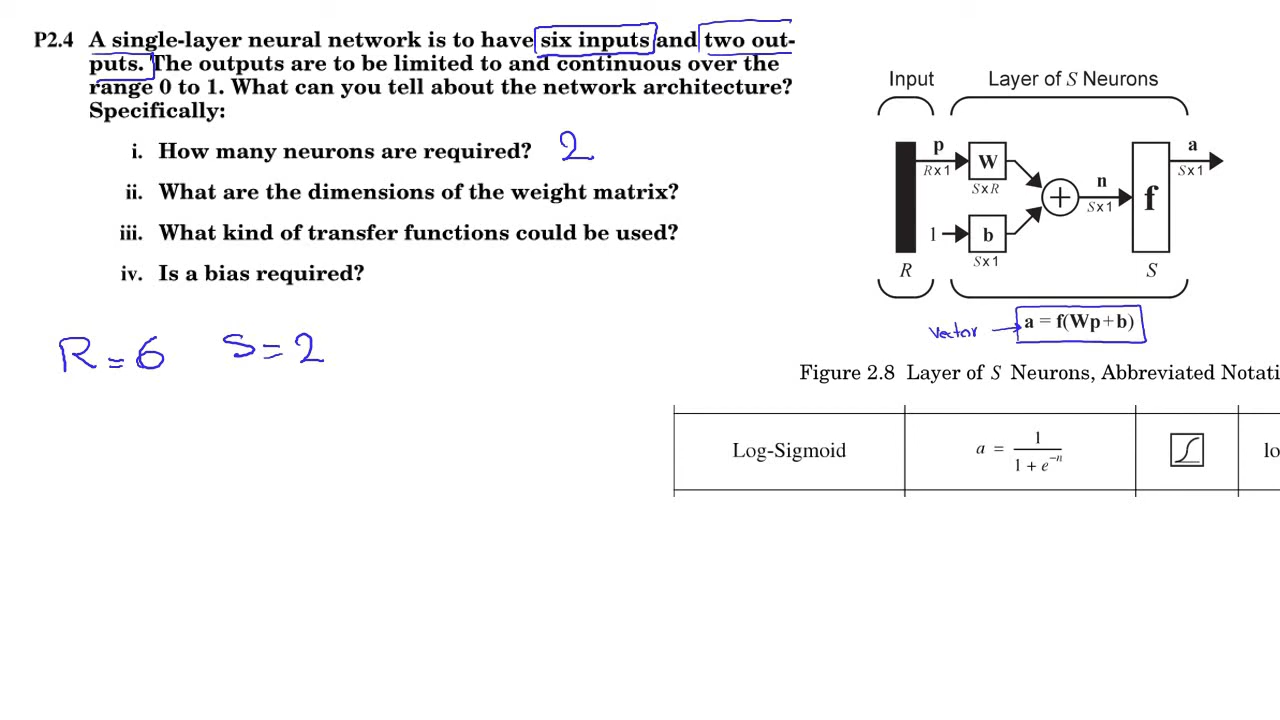 P2.4 A single-layer neural network is to have six inputs and two out-
puts. The outputs are to be limited to and continuous over the
range 0 to 1. What can you tell about the network architecture?
Specifically:
i. How many neurons are required? 2
ii. What are the dimensions of the weight matrix?
iii. What kind of transfer functions could be used?
iv. Is a bias required?
R = 6 S = 2
Input Layer of S Neurons
p
R x 1
W
S x R
1
b
S x 1
+
n
S x 1
f
a
S x 1
R
S
vector → a = f(Wp+b)
Figure 2.8 Layer of S Neurons, Abbreviated Notati
Log-Sigmoid a = 1 / (1 + e^-n) lo